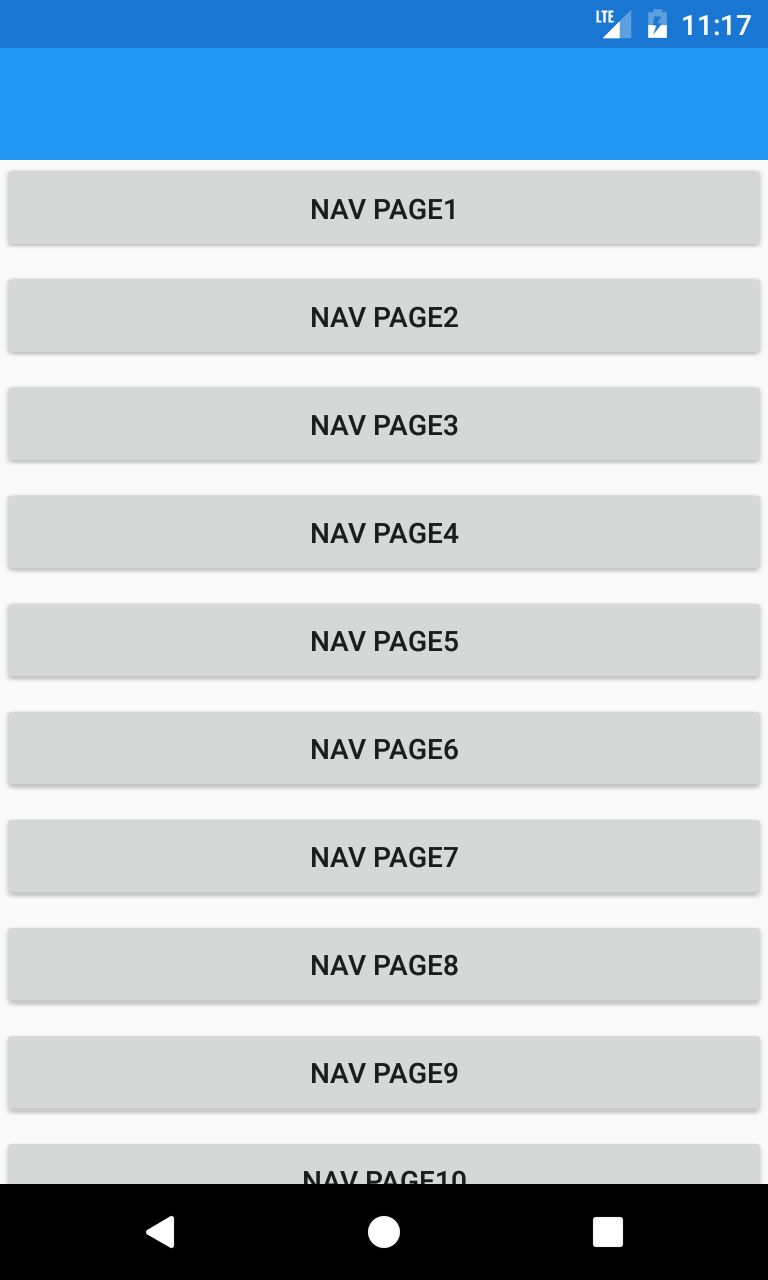 LTE 11:17
NAV PAGE1
NAV PAGE2
NAV PAGE3
NAV PAGE4
NAV PAGE5
NAV PAGE6
NAV PAGE7
NAV PAGE8
NAV PAGE9
NAV PAGE10